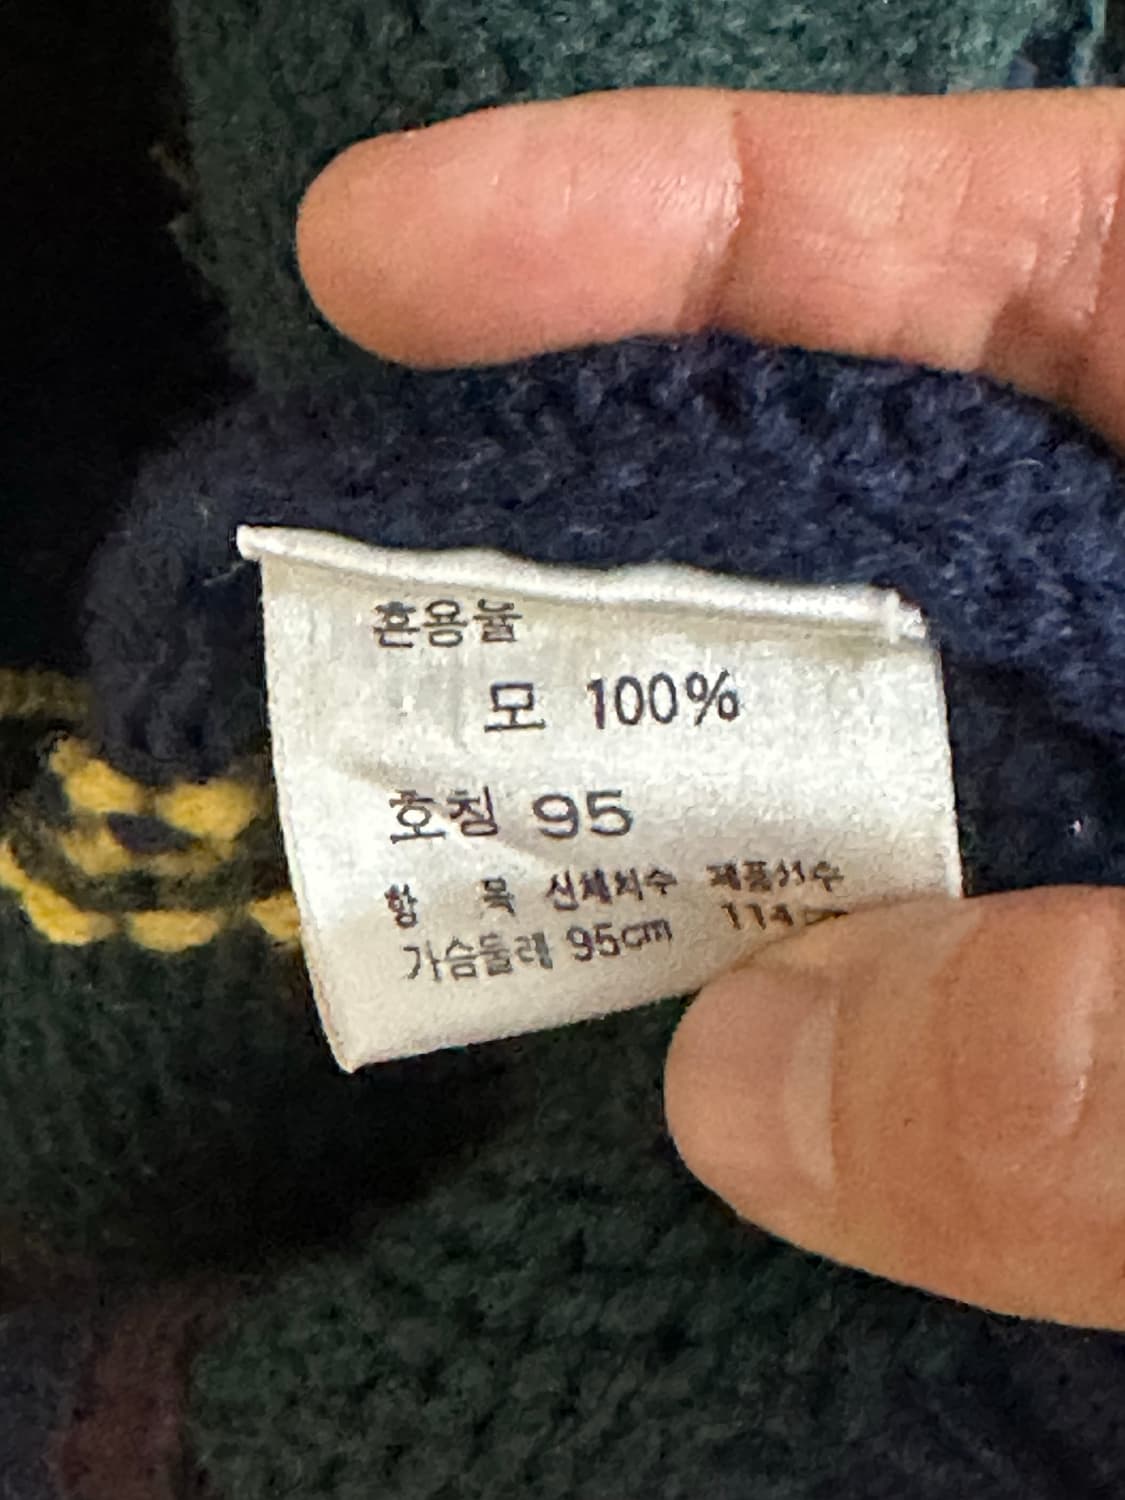 혼용율
모 100%
호칭 95
항 목 신체치수 제품치수
가슴둘레 95cm 114cm